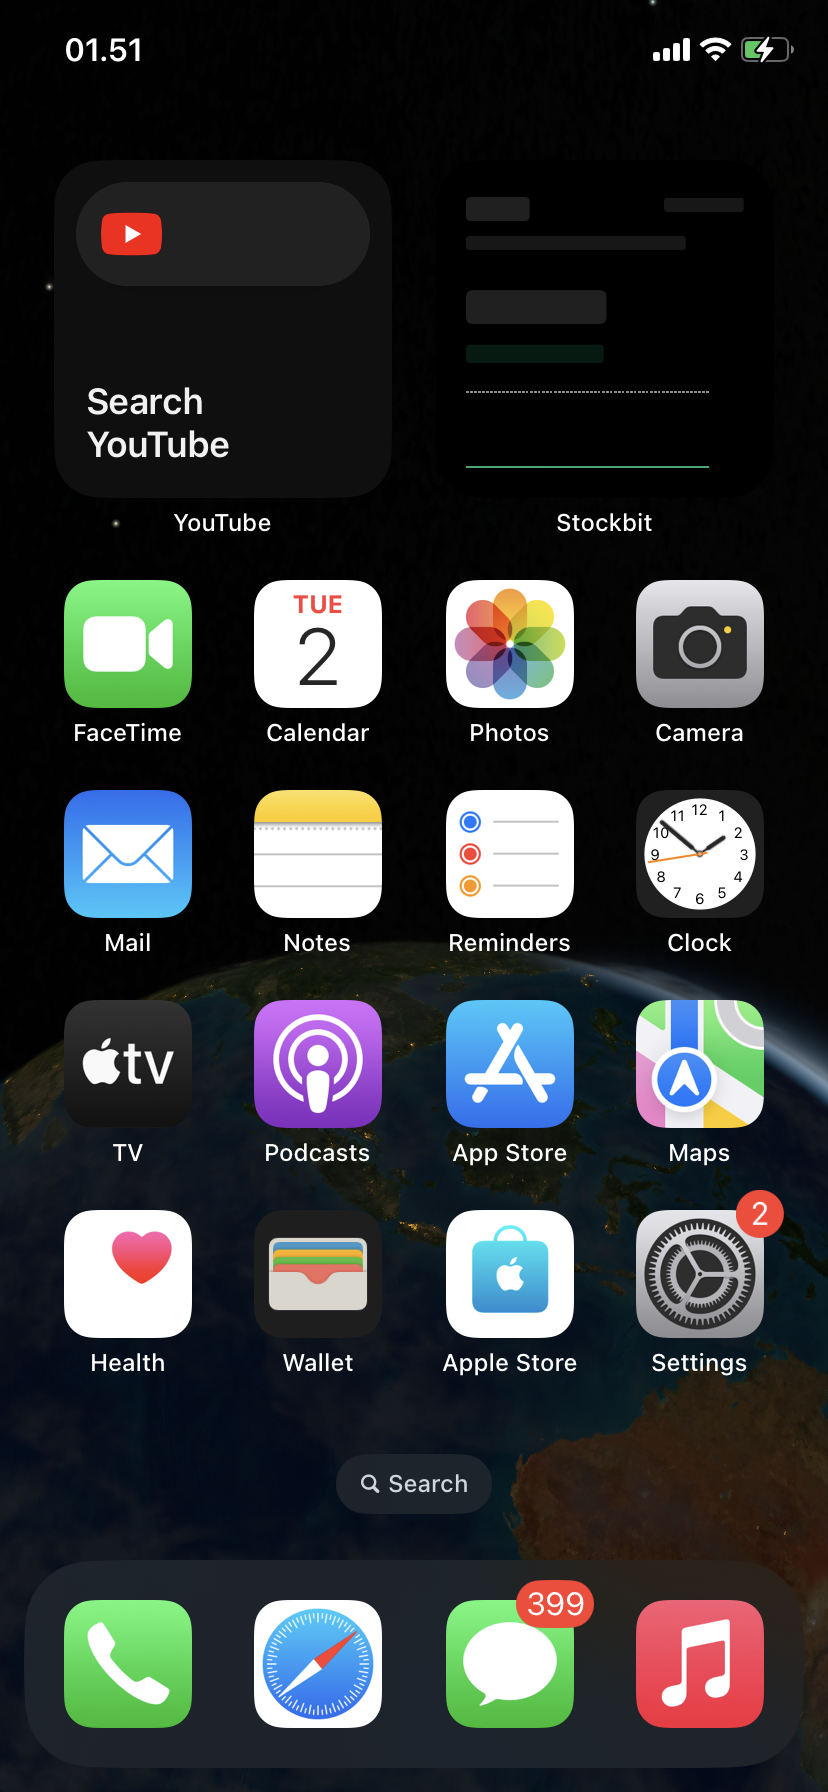 01.51
Search
YouTube
YouTube
Stockbit
TUE
2
FaceTime
Calendar
Photos
Camera
12
11
1
10
2
9
3
8
4
7
5
6
Mail
Notes
Reminders
Clock
tv
TV
Podcasts
App Store
Maps
2
Health
Wallet
Apple Store
Settings
Search
399